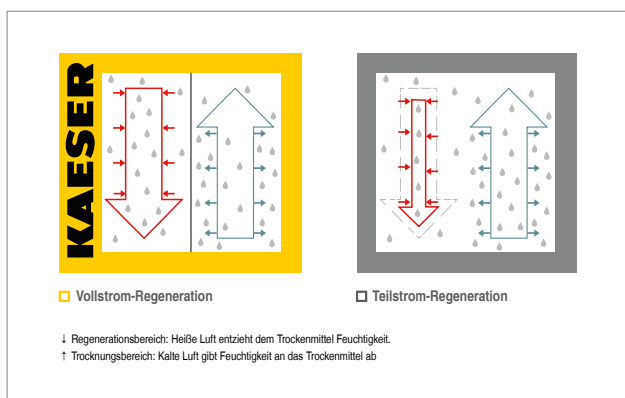 KAESER
Vollstrom-Regeneration
Teilstrom-Regeneration
↓ Regenerationsbereich: Heiße Luft entzieht dem Trockenmittel Feuchtigkeit.
↑ Trocknungsbereich: Kalte Luft gibt Feuchtigkeit an das Trockenmittel ab